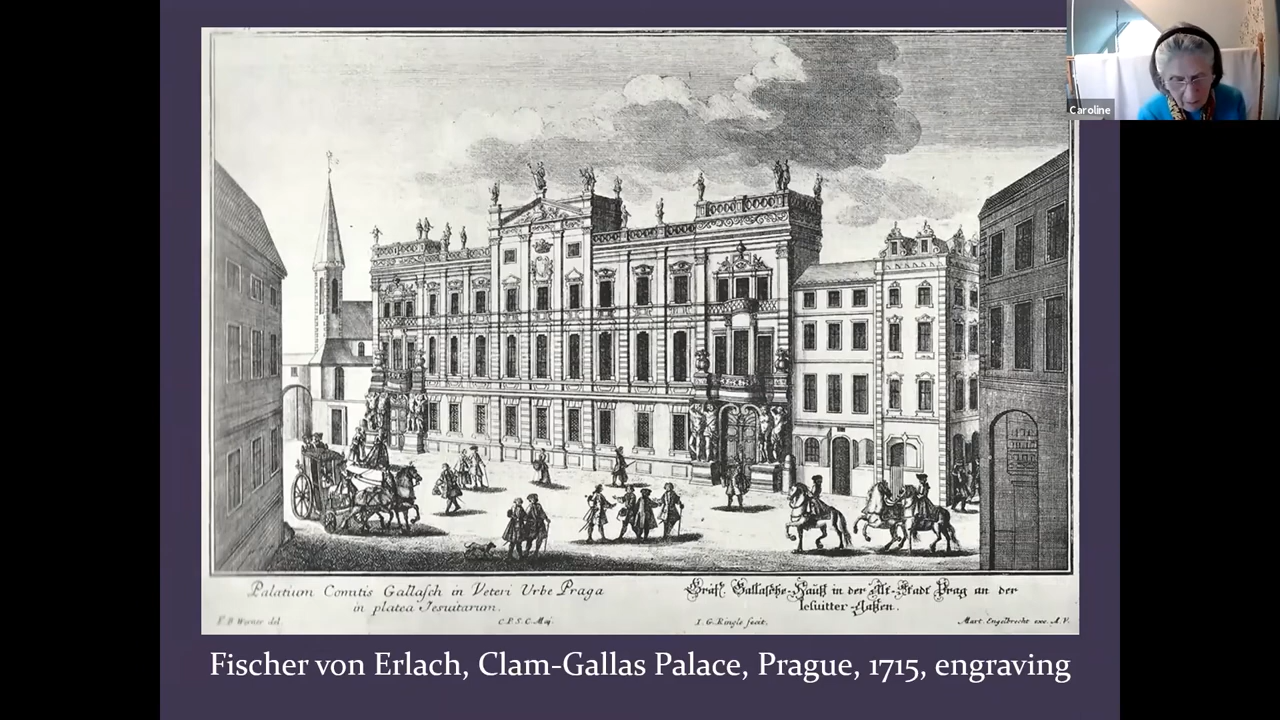 Caroline
Palatium Comitis Gallasch in Veteri Urbe Praga
in platea Jesuitarum.
Gräfl. Gallasche-Hauß in der Alt-Stadt Prag an der
Iesuitter-Gaßen.
F. B. Werner del.
C. P. S. C. Maj.
I. G. Ringle fecit.
Mart. Engelbrecht exc. A. V.
Fischer von Erlach, Clam-Gallas Palace, Prague, 1715, engraving